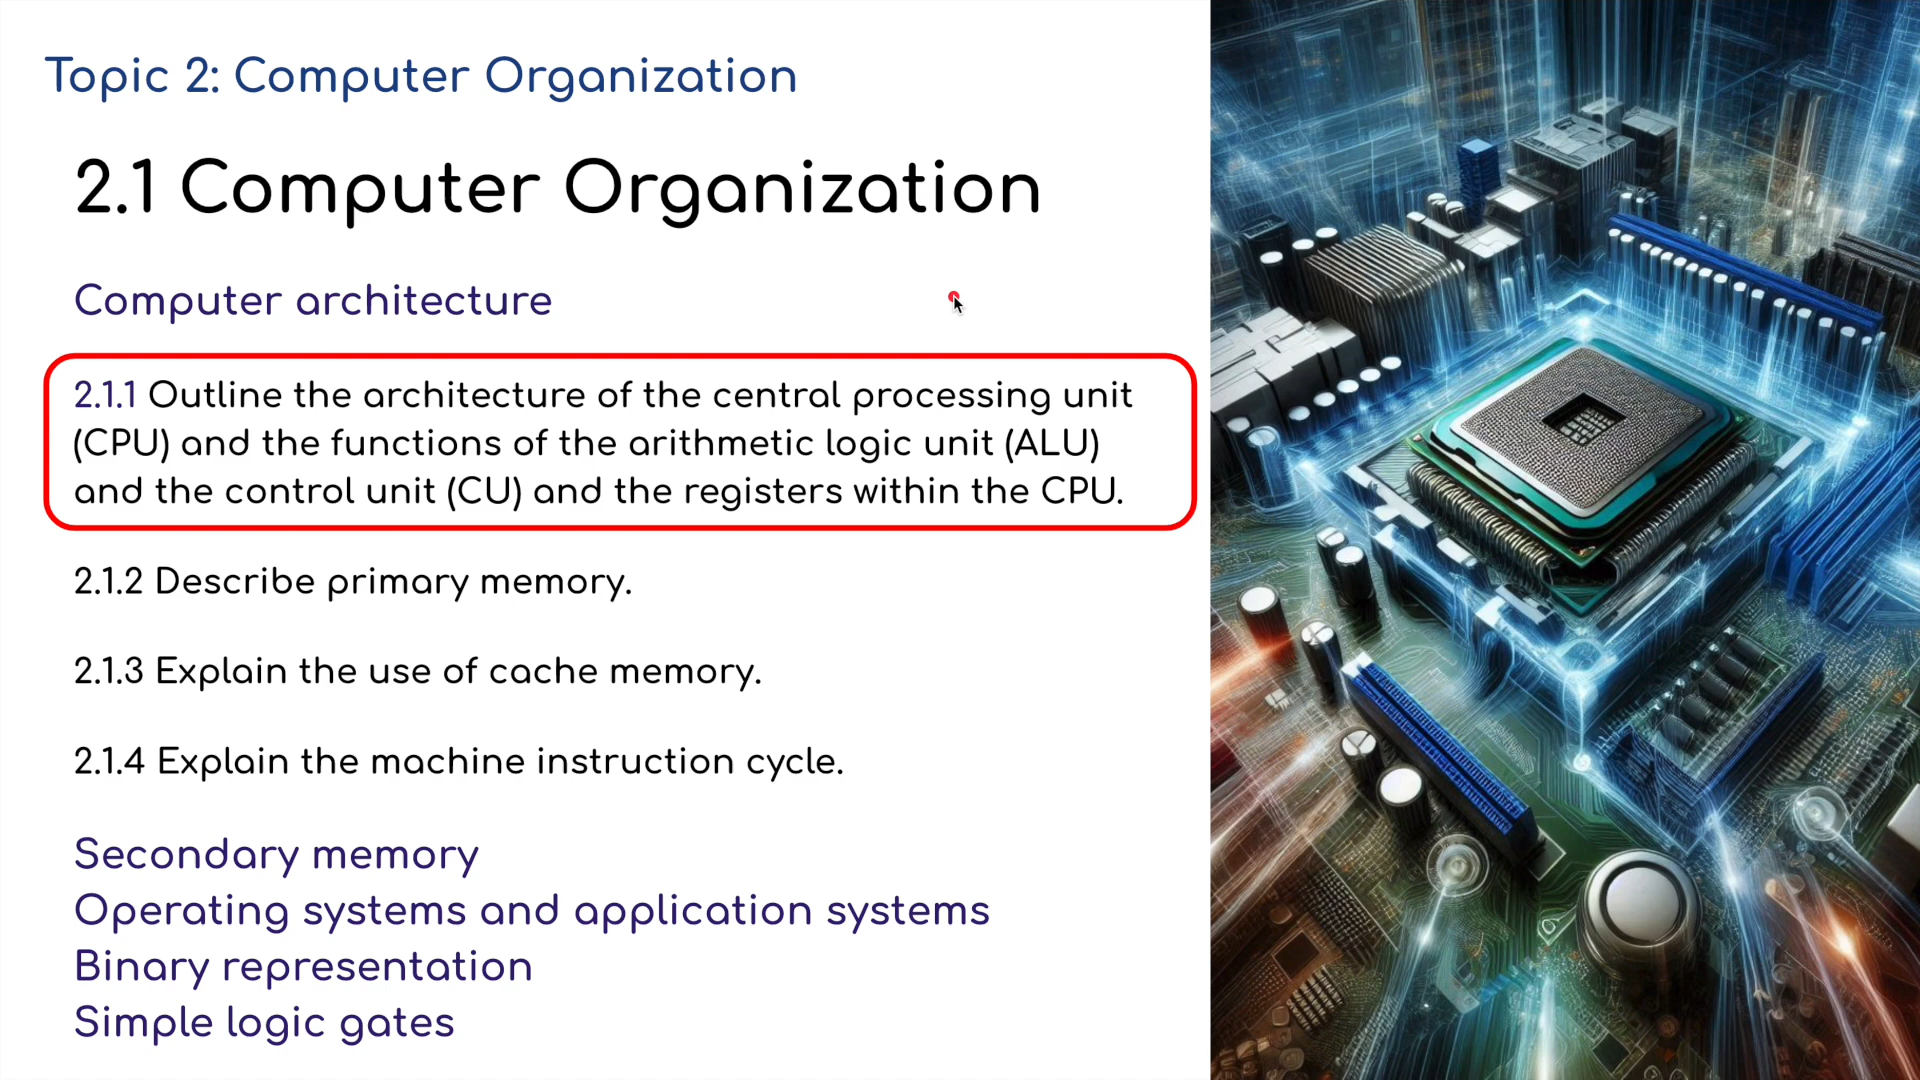 Topic 2: Computer Organization
2.1 Computer Organization
Computer architecture
2.1.1 Outline the architecture of the central processing unit
(CPU) and the functions of the arithmetic logic unit (ALU)
and the control unit (CU) and the registers within the CPU.
2.1.2 Describe primary memory.
2.1.3 Explain the use of cache memory.
2.1.4 Explain the machine instruction cycle.
Secondary memory
Operating systems and application systems
Binary representation
Simple logic gates